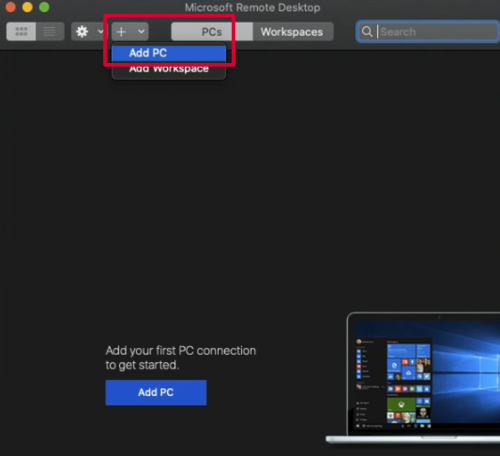 Microsoft Remote Desktop
PCs Workspaces Search
Add PC
Add Workspace
Add your first PC connection
to get started.
Add PC